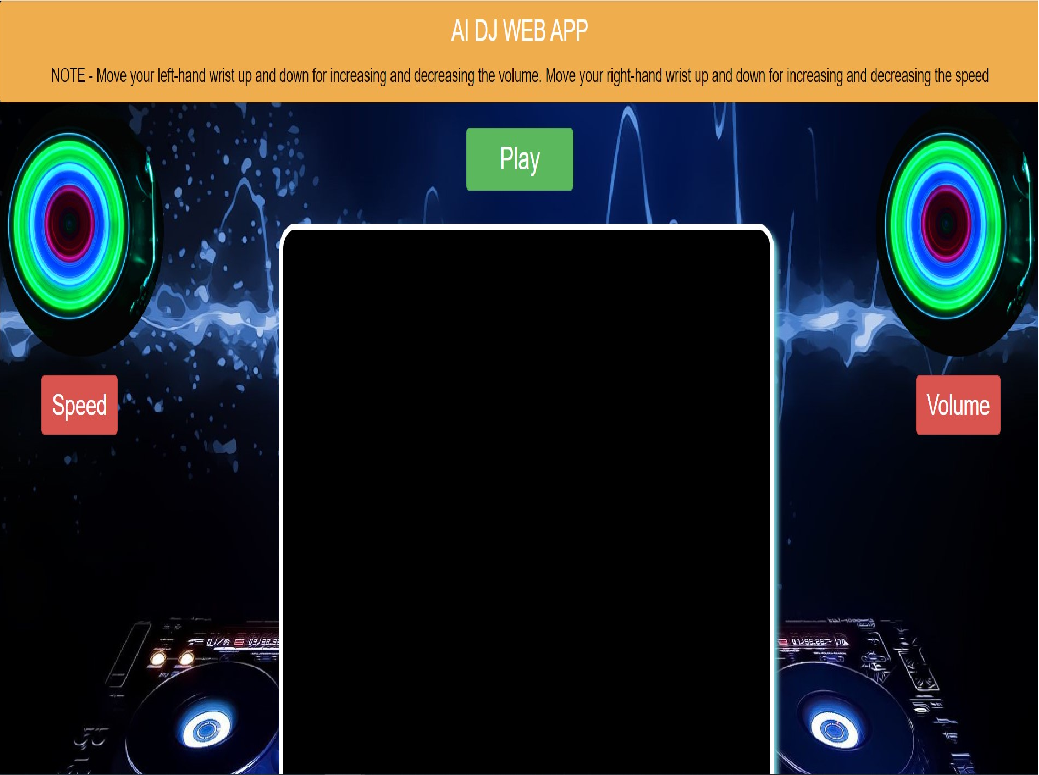 AI DJ WEB APP
NOTE - Move your left-hand wrist up and down for increasing and decreasing the volume. Move your right-hand wrist up and down for increasing and decreasing the speed
Play
Speed
Volume